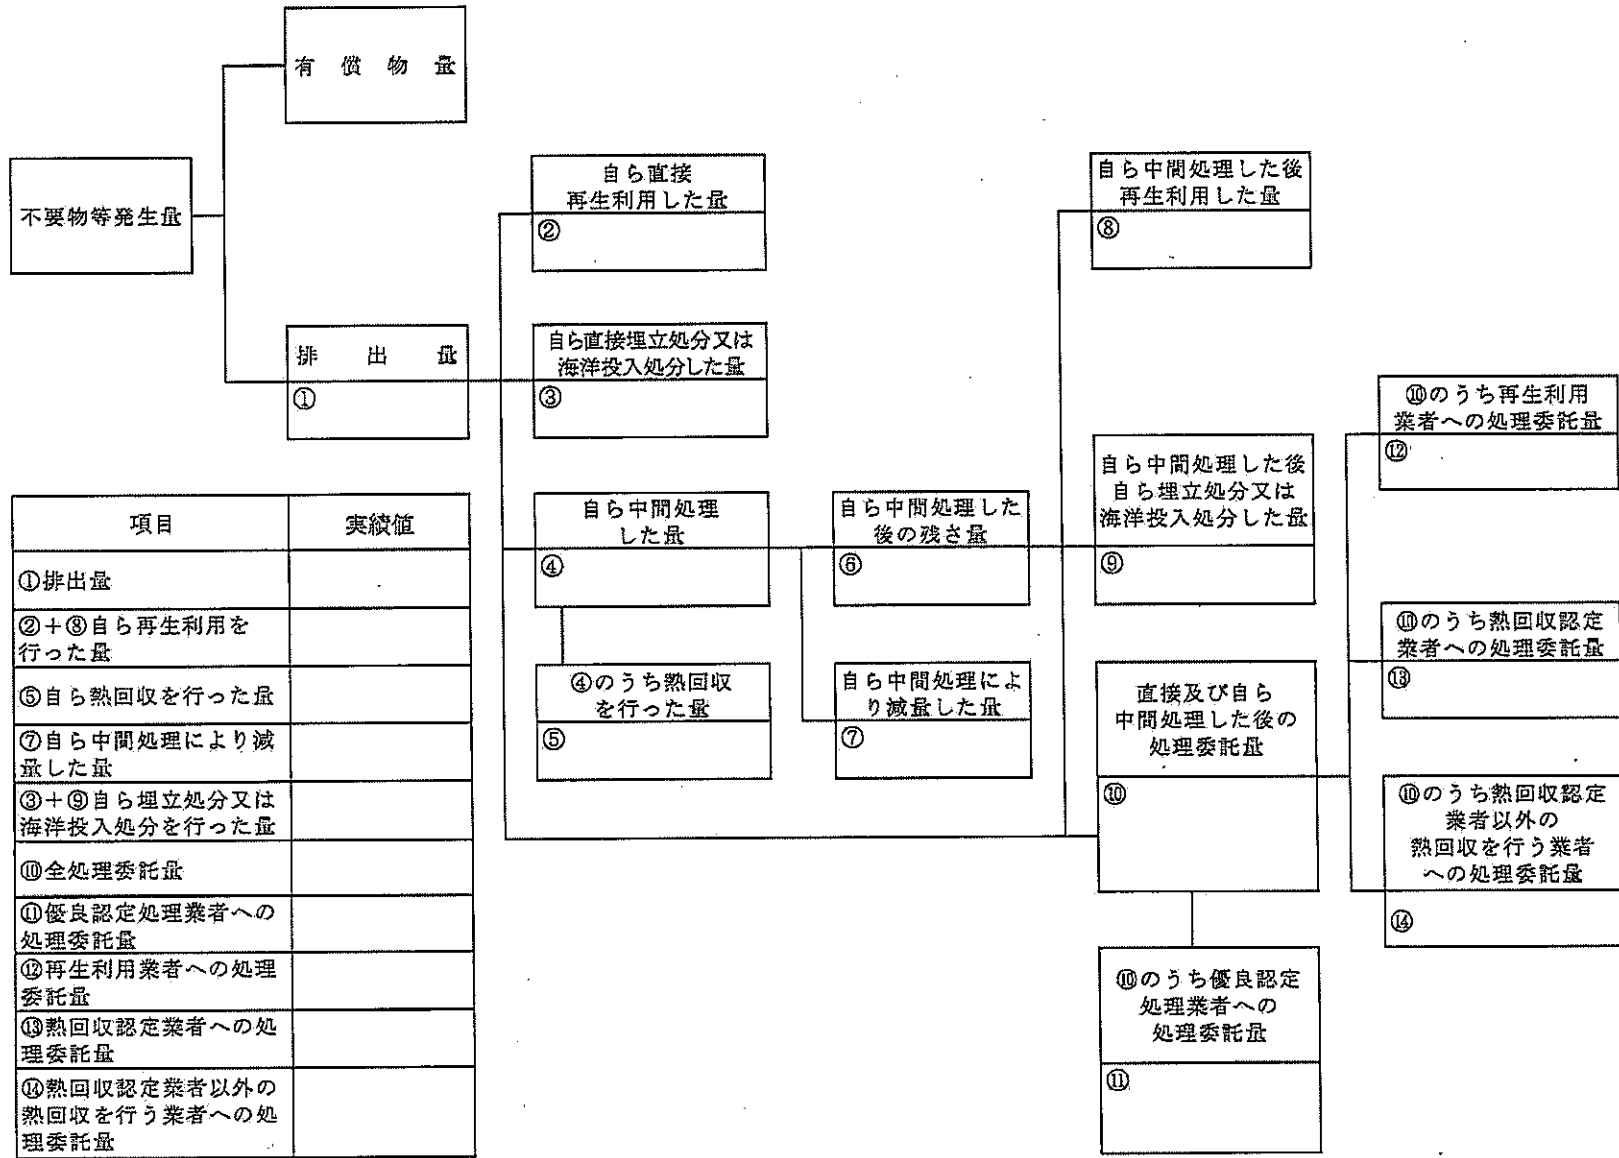 有償物量
不要物等発生量
排出量
①
自ら直接
再生利用した量
②
自ら直接埋立処分又は
海洋投入処分した量
③
自ら中間処理
した量
④
④のうち熱回収
を行った量
⑤
自ら中間処理した
後の残さ量
⑥
自ら中間処理によ
り減量した量
⑦
自ら中間処理した後
再生利用した量
⑧
自ら中間処理した後
自ら埋立処分又は
海洋投入処分した量
⑨
直接及び自ら
中間処理した後の
処理委託量
⑩
⑩のうち優良認定
処理業者への
処理委託量
⑪
⑩のうち再生利用
業者への処理委託量
⑫
⑩のうち熱回収認定
業者への処理委託量
⑬
⑩のうち熱回収認定
業者以外の
熱回収を行う業者
への処理委託量
⑭
項目 実績値
①排出量
②+⑧自ら再生利用を
行った量
⑤自ら熱回収を行った量
⑦自ら中間処理により減
量した量
③+⑨自ら埋立処分又は
海洋投入処分を行った量
⑩全処理委託量
⑪優良認定処理業者への
処理委託量
⑫再生利用業者への処理
委託量
⑬熱回収認定業者への処
理委託量
⑭熱回収認定業者以外の
熱回収を行う業者への処
理委託量